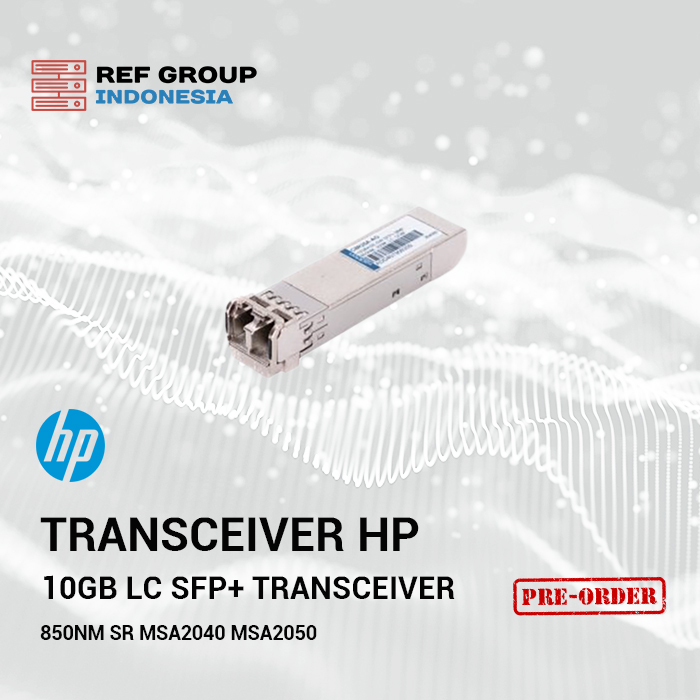 REF GROUP
INDONESIA
hp
TRANSCEIVER HP
10GB LC SFP+ TRANSCEIVER
PRE-ORDER
850NM SR MSA2040 MSA2050